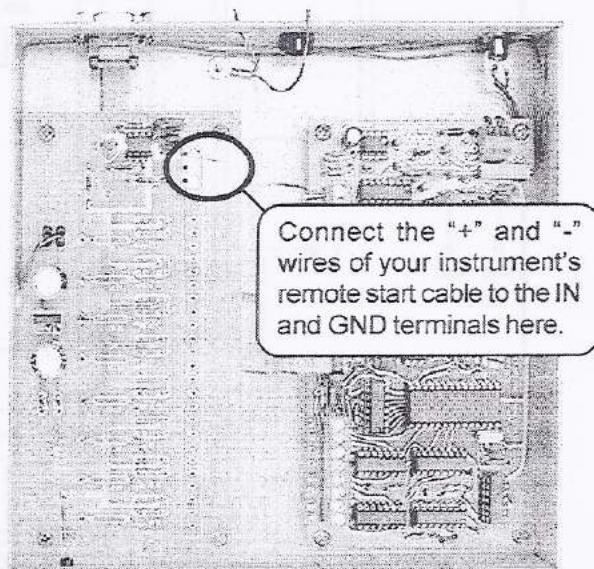 Connect the “+” and “-”
wires of your instrument's
remote start cable to the IN
and GND terminals here.